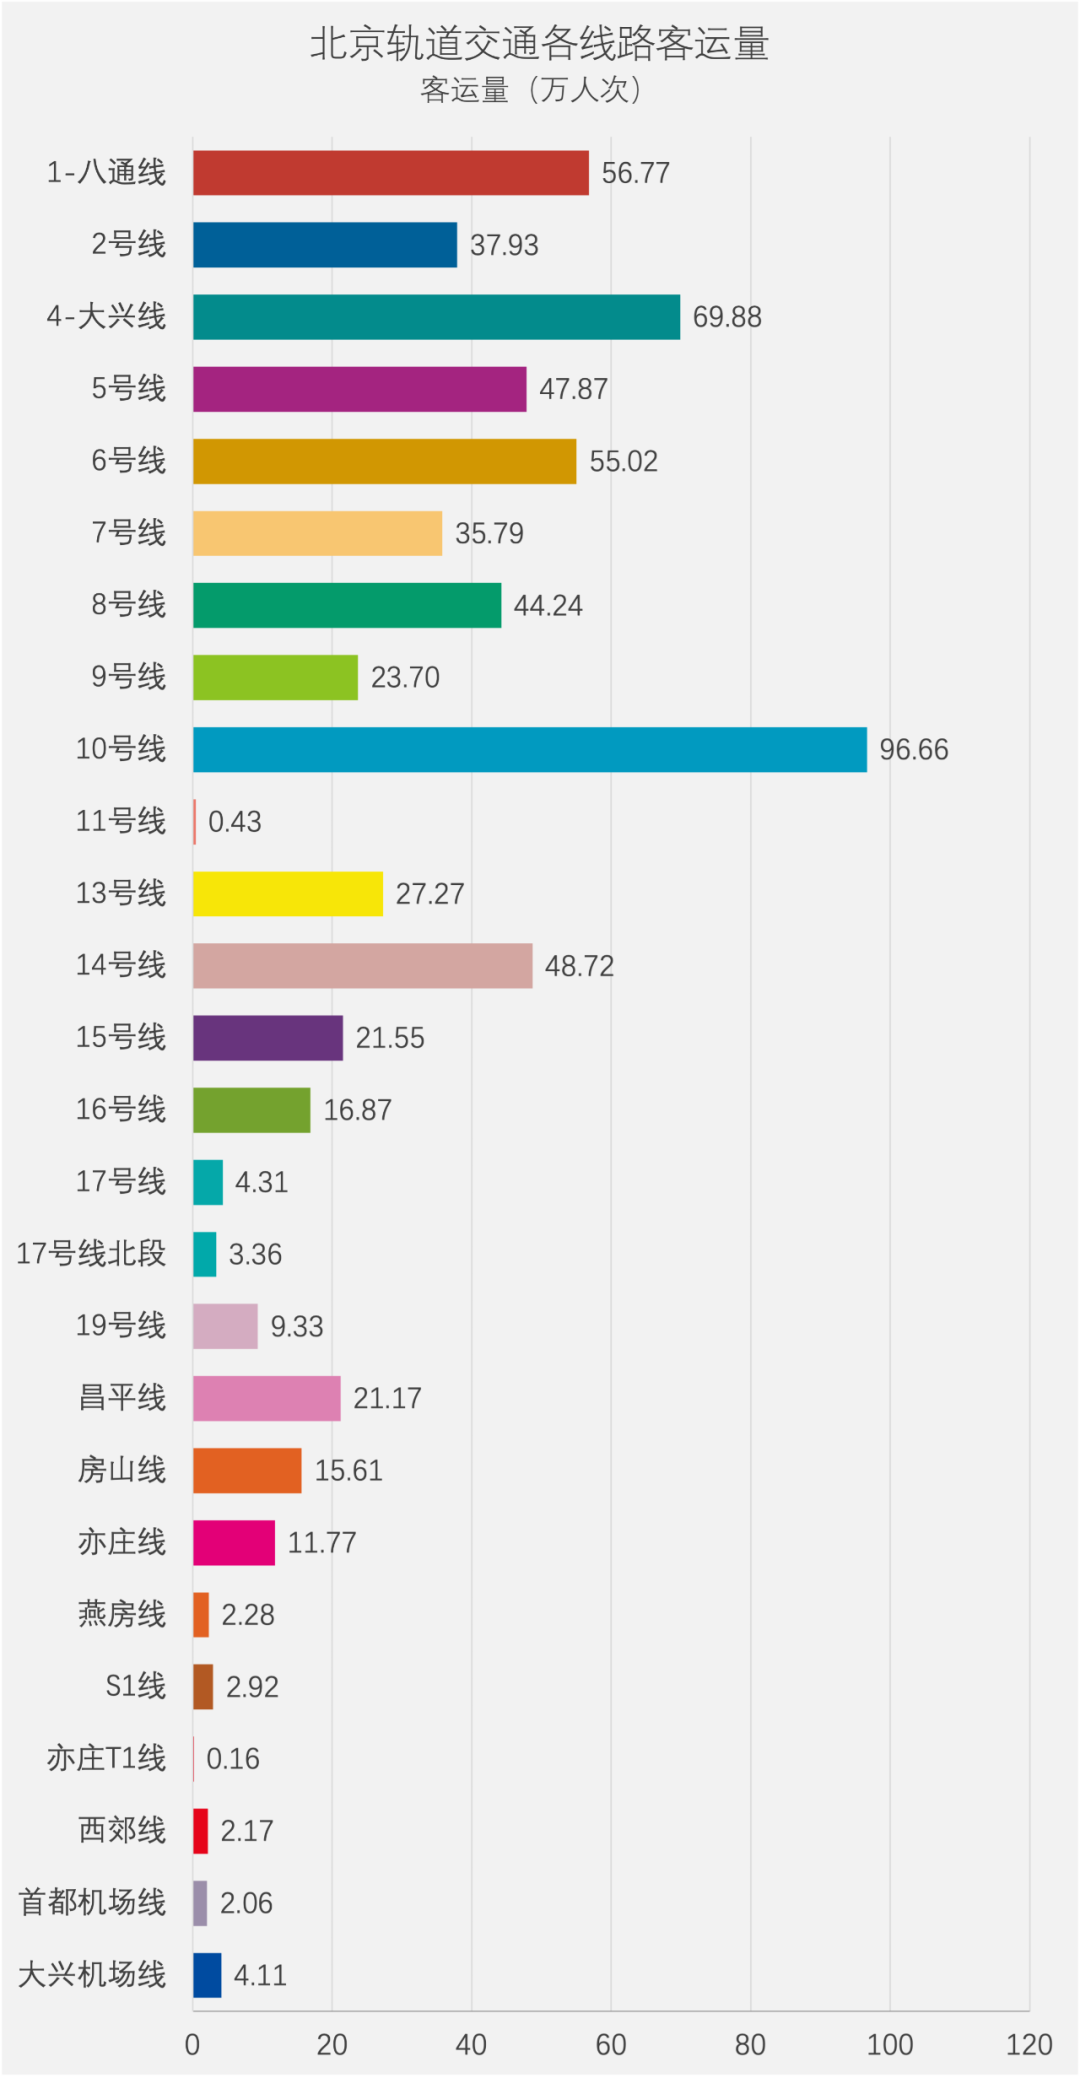 北京轨道交通各线路客运量
客运量（万人次）
1-八通线 56.77
2号线 37.93
4-大兴线 69.88
5号线 47.87
6号线 55.02
7号线 35.79
8号线 44.24
9号线 23.70
10号线 96.66
11号线 0.43
13号线 27.27
14号线 48.72
15号线 21.55
16号线 16.87
17号线 4.31
17号线北段 3.36
19号线 9.33
昌平线 21.17
房山线 15.61
亦庄线 11.77
燕房线 2.28
S1线 2.92
亦庄T1线 0.16
西郊线 2.17
首都机场线 2.06
大兴机场线 4.11
0 20 40 60 80 100 120